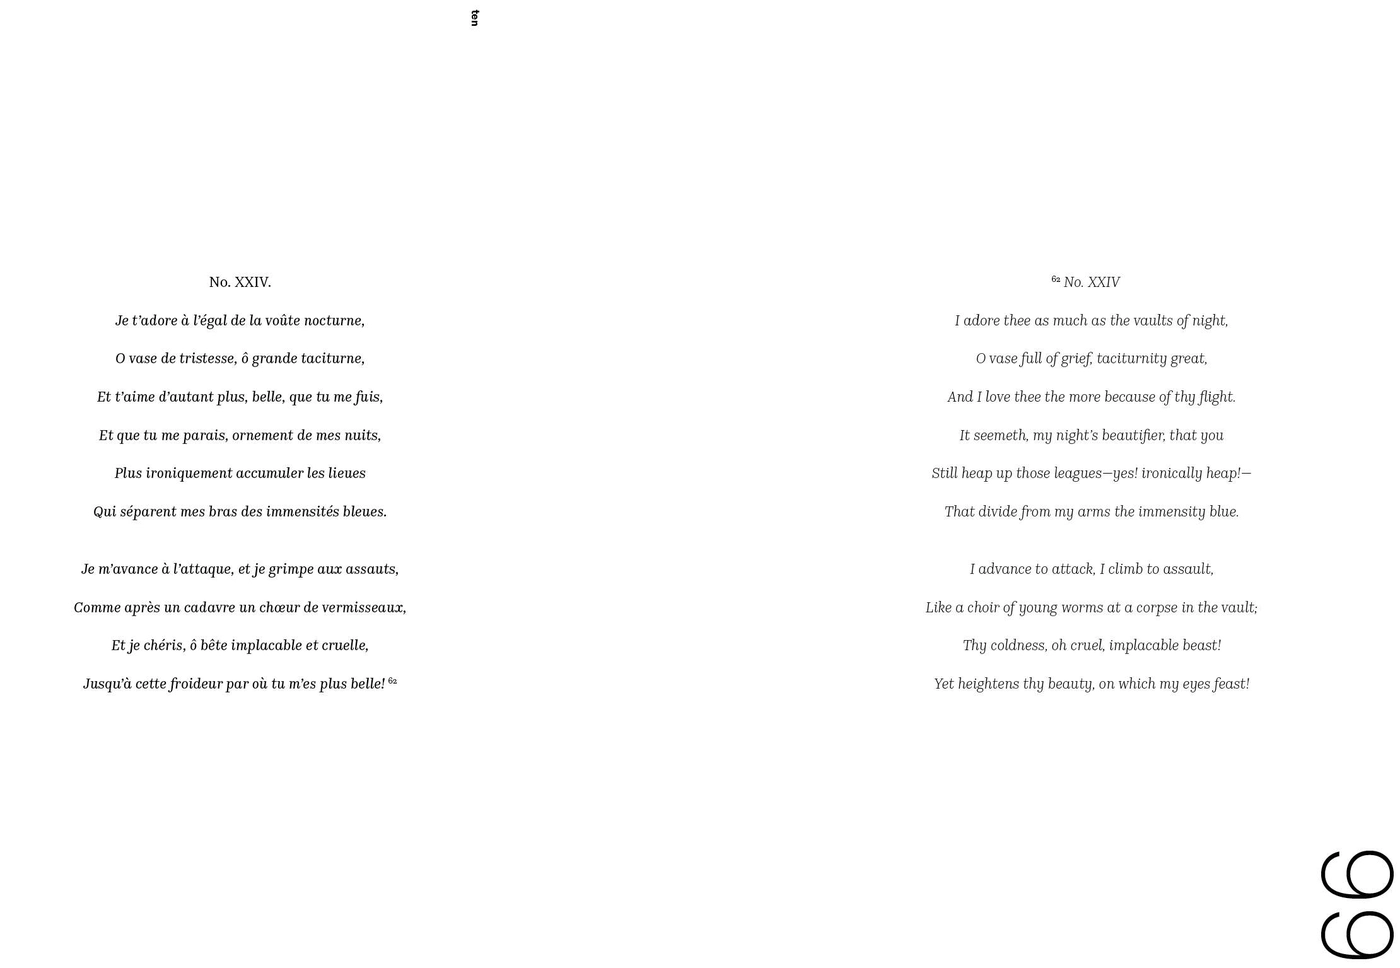 ten
No. XXIV.
Je t’adore à l’égal de la voûte nocturne,
O vase de tristesse, ô grande taciturne,
Et t’aime d’autant plus, belle, que tu me fuis,
Et que tu me parais, ornement de mes nuits,
Plus ironiquement accumuler les lieues
Qui séparent mes bras des immensités bleues.
Je m’avance à l’attaque, et je grimpe aux assauts,
Comme après un cadavre un chœur de vermisseaux,
Et je chéris, ô bête implacable et cruelle,
Jusqu’à cette froideur par où tu m’es plus belle! 62
62 No. XXIV
I adore thee as much as the vaults of night,
O vase full of grief, taciturnity great,
And I love thee the more because of thy flight.
It seemeth, my night’s beautifier, that you
Still heap up those leagues—yes! ironically heap!—
That divide from my arms the immensity blue.
I advance to attack, I climb to assault,
Like a choir of young worms at a corpse in the vault;
Thy coldness, oh cruel, implacable beast!
Yet heightens thy beauty, on which my eyes feast!
66